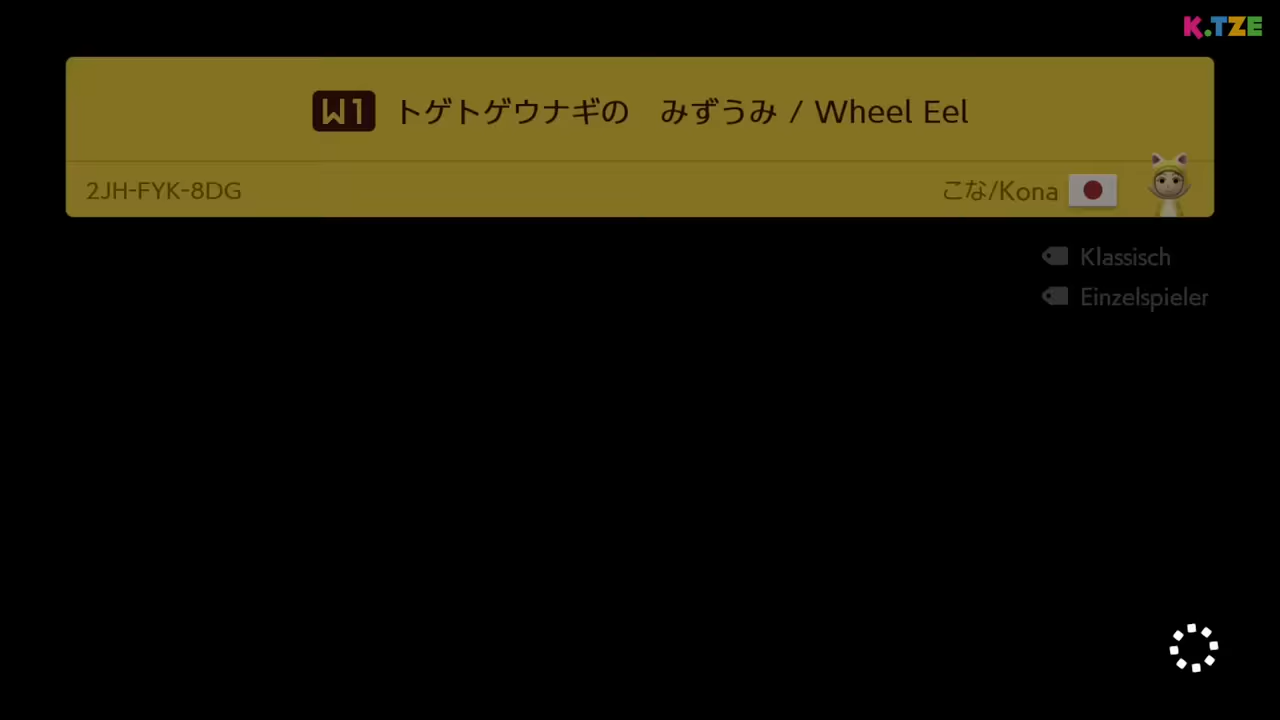 K.TZE
W1 トゲトゲウナギの　みずうみ / Wheel Eel
2JH-FYK-8DG
こな/Kona
Klassisch
Einzelspieler